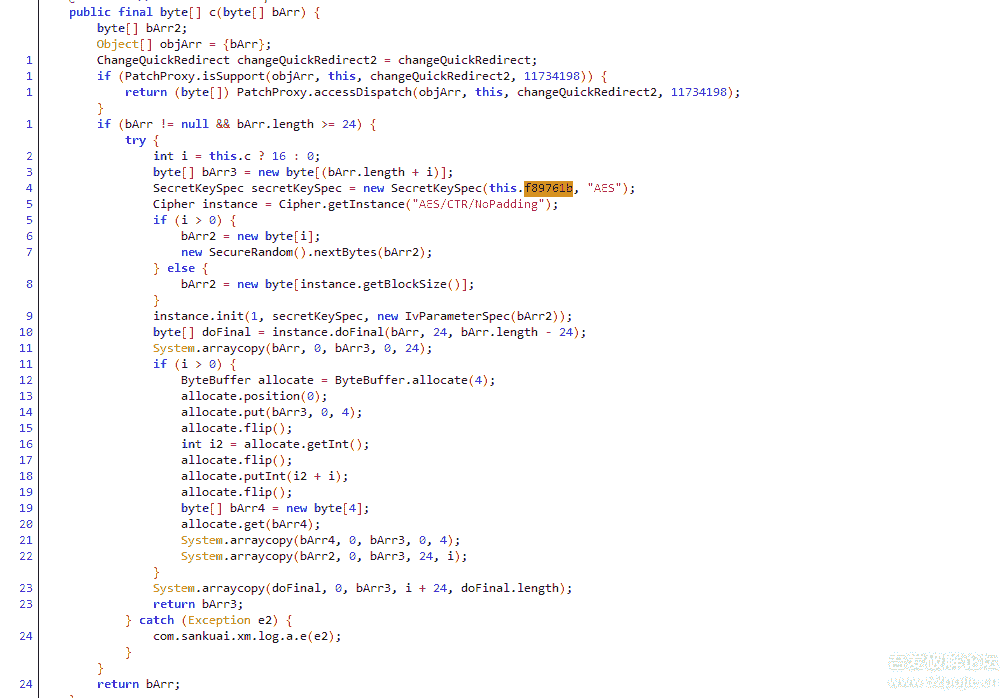 public final byte[] c(byte[] bArr) {
byte[] bArr2;
Object[] objArr = {bArr};
1 ChangeQuickRedirect changeQuickRedirect2 = changeQuickRedirect;
1 if (PatchProxy.isSupport(objArr, this, changeQuickRedirect2, 11734198)) {
1 return (byte[]) PatchProxy.accessDispatch(objArr, this, changeQuickRedirect2, 11734198);
}
1 if (bArr != null && bArr.length >= 24) {
try {
2 int i = this.c ? 16 : 0;
3 byte[] bArr3 = new byte[(bArr.length + i)];
4 SecretKeySpec secretKeySpec = new SecretKeySpec(this.f89761b, "AES");
5 Cipher instance = Cipher.getInstance("AES/CTR/NoPadding");
5 if (i > 0) {
6 bArr2 = new byte[i];
7 new SecureRandom().nextBytes(bArr2);
} else {
8 bArr2 = new byte[instance.getBlockSize()];
}
9 instance.init(1, secretKeySpec, new IvParameterSpec(bArr2));
10 byte[] doFinal = instance.doFinal(bArr, 24, bArr.length - 24);
11 System.arraycopy(bArr, 0, bArr3, 0, 24);
11 if (i > 0) {
12 ByteBuffer allocate = ByteBuffer.allocate(4);
13 allocate.position(0);
14 allocate.put(bArr3, 0, 4);
15 allocate.flip();
16 int i2 = allocate.getInt();
17 allocate.flip();
18 allocate.putInt(i2 + i);
19 allocate.flip();
19 byte[] bArr4 = new byte[4];
20 allocate.get(bArr4);
21 System.arraycopy(bArr4, 0, bArr3, 0, 4);
22 System.arraycopy(bArr2, 0, bArr3, 24, i);
}
23 System.arraycopy(doFinal, 0, bArr3, i + 24, doFinal.length);
23 return bArr3;
} catch (Exception e2) {
24 com.sankuai.xm.log.a.e(e2);
}
}
24 return bArr;
吾爱破解论坛
www.52pojie.cn